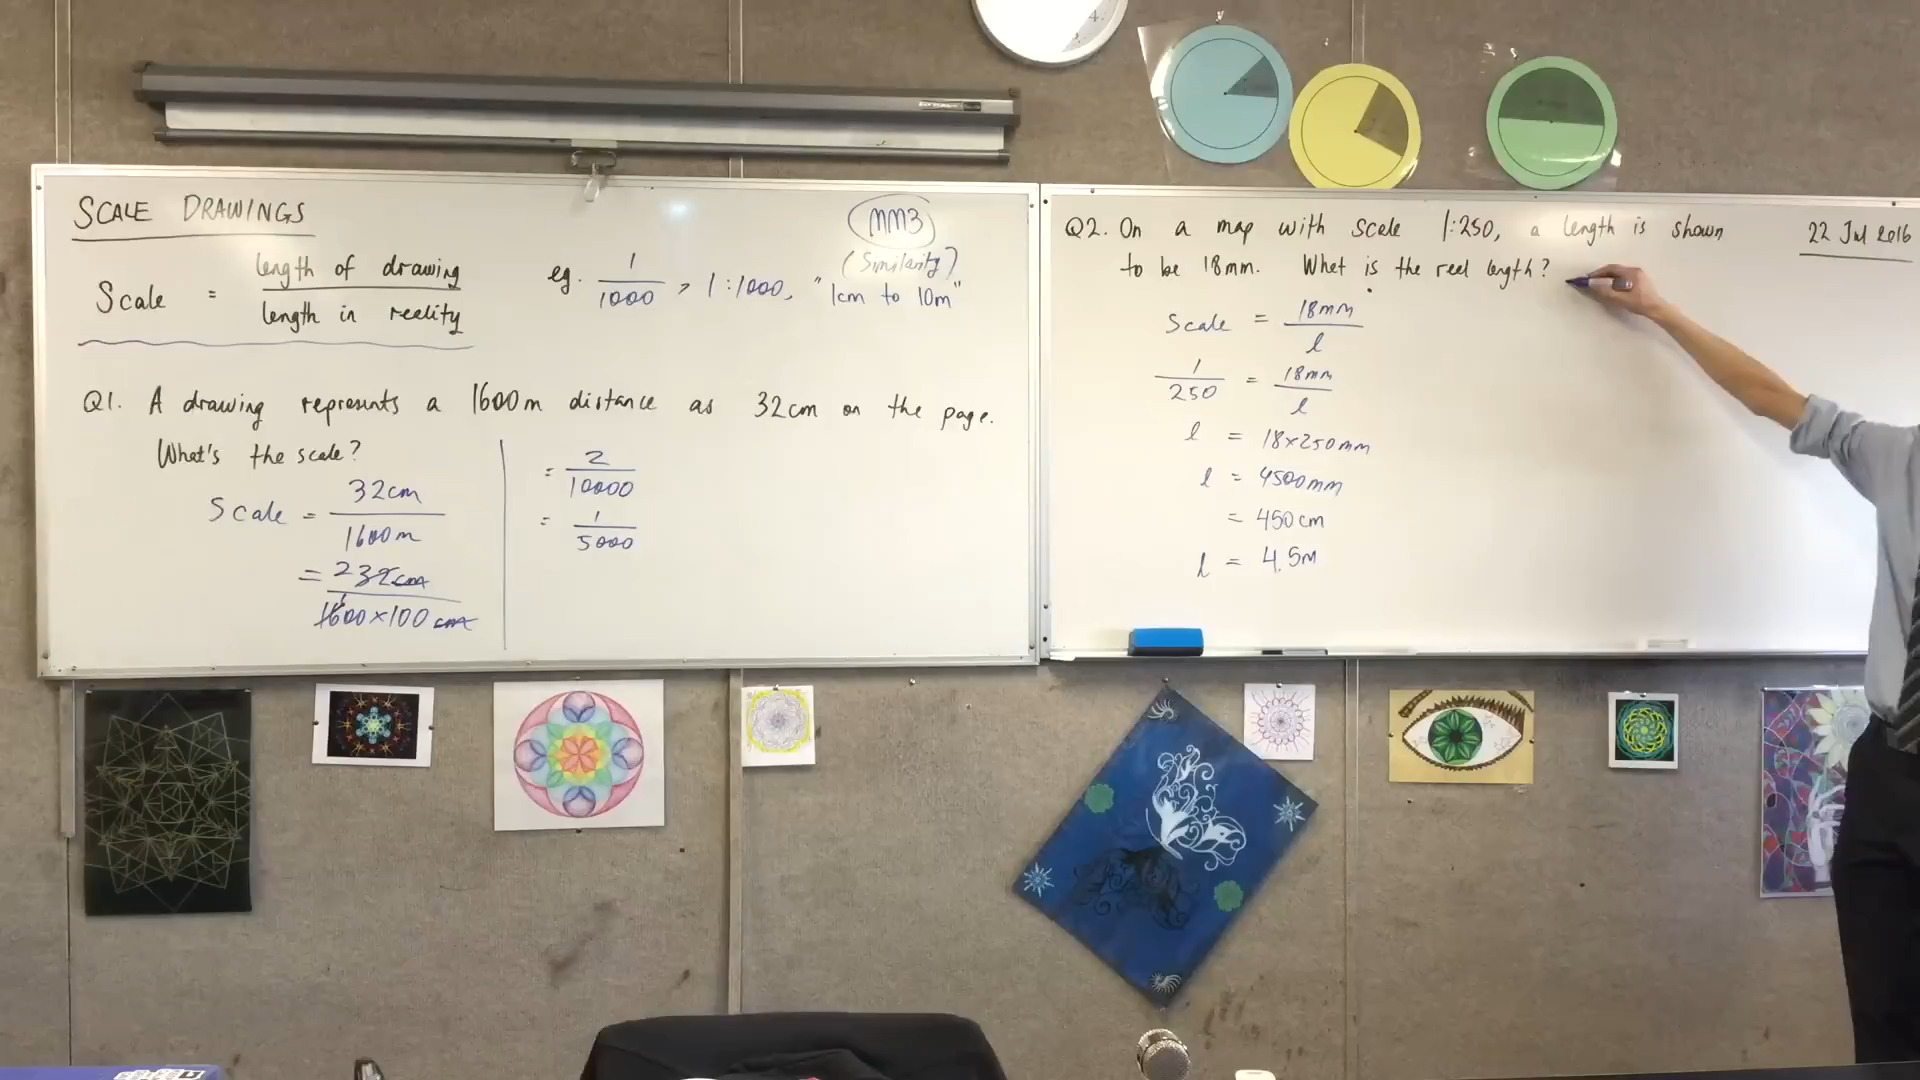 SCALE DRAWINGS
Scale = length of drawing / length in reality
eg. 1/1000, 1:1000, "1cm to 10m"
MM3
(Similarity)
Q1. A drawing represents a 1600m distance as 32cm on the page.
What's the scale?
Scale = 32cm / 1600m
= 2 32cm / 1600×100 cm
= 2/10000
= 1/5000
Q2. On a map with scale 1:250, a length is shown
to be 18mm. What is the real length?
22 Jul 2016
Scale = 18mm / l
1/250 = 18mm / l
l = 18×250mm
l = 4500mm
= 450cm
l = 4.5m